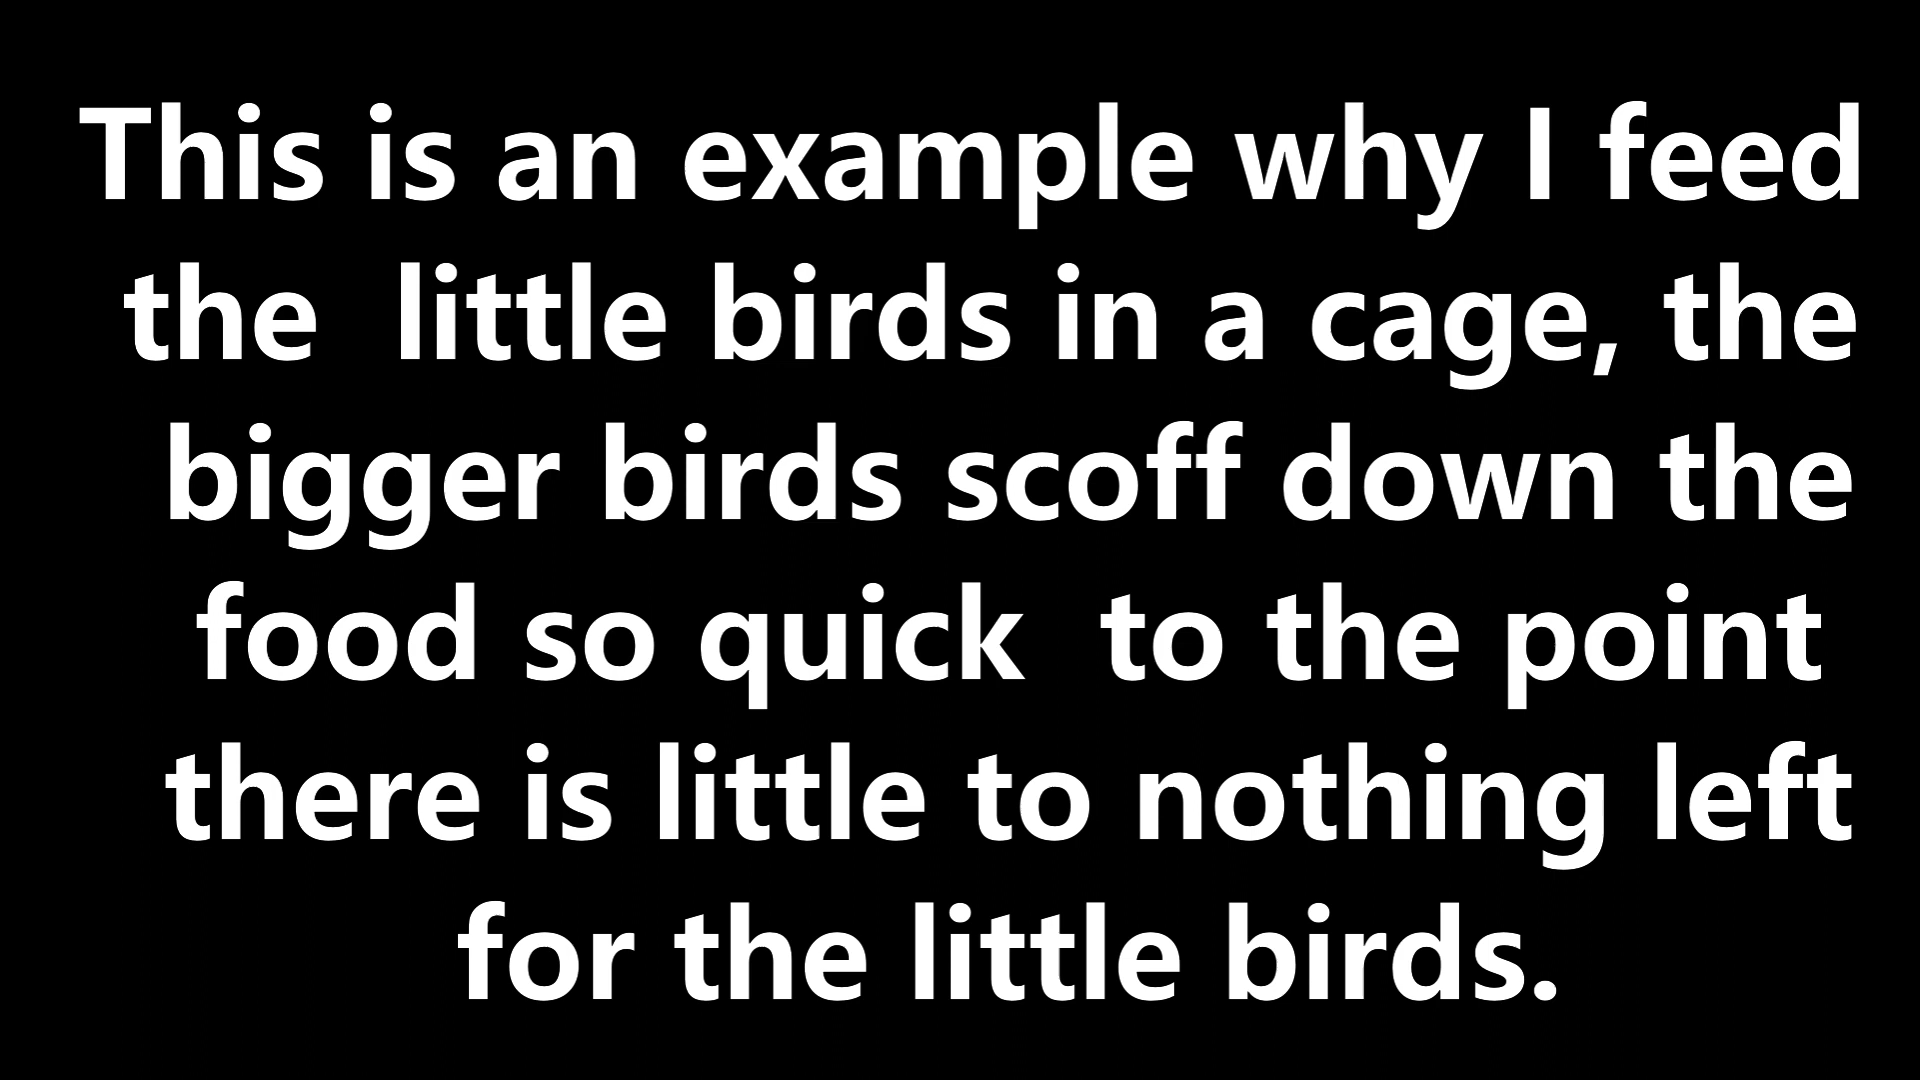 This is an example why I feed
the  little birds in a cage, the
bigger birds scoff down the
food so quick  to the point
there is little to nothing left
for the little birds.